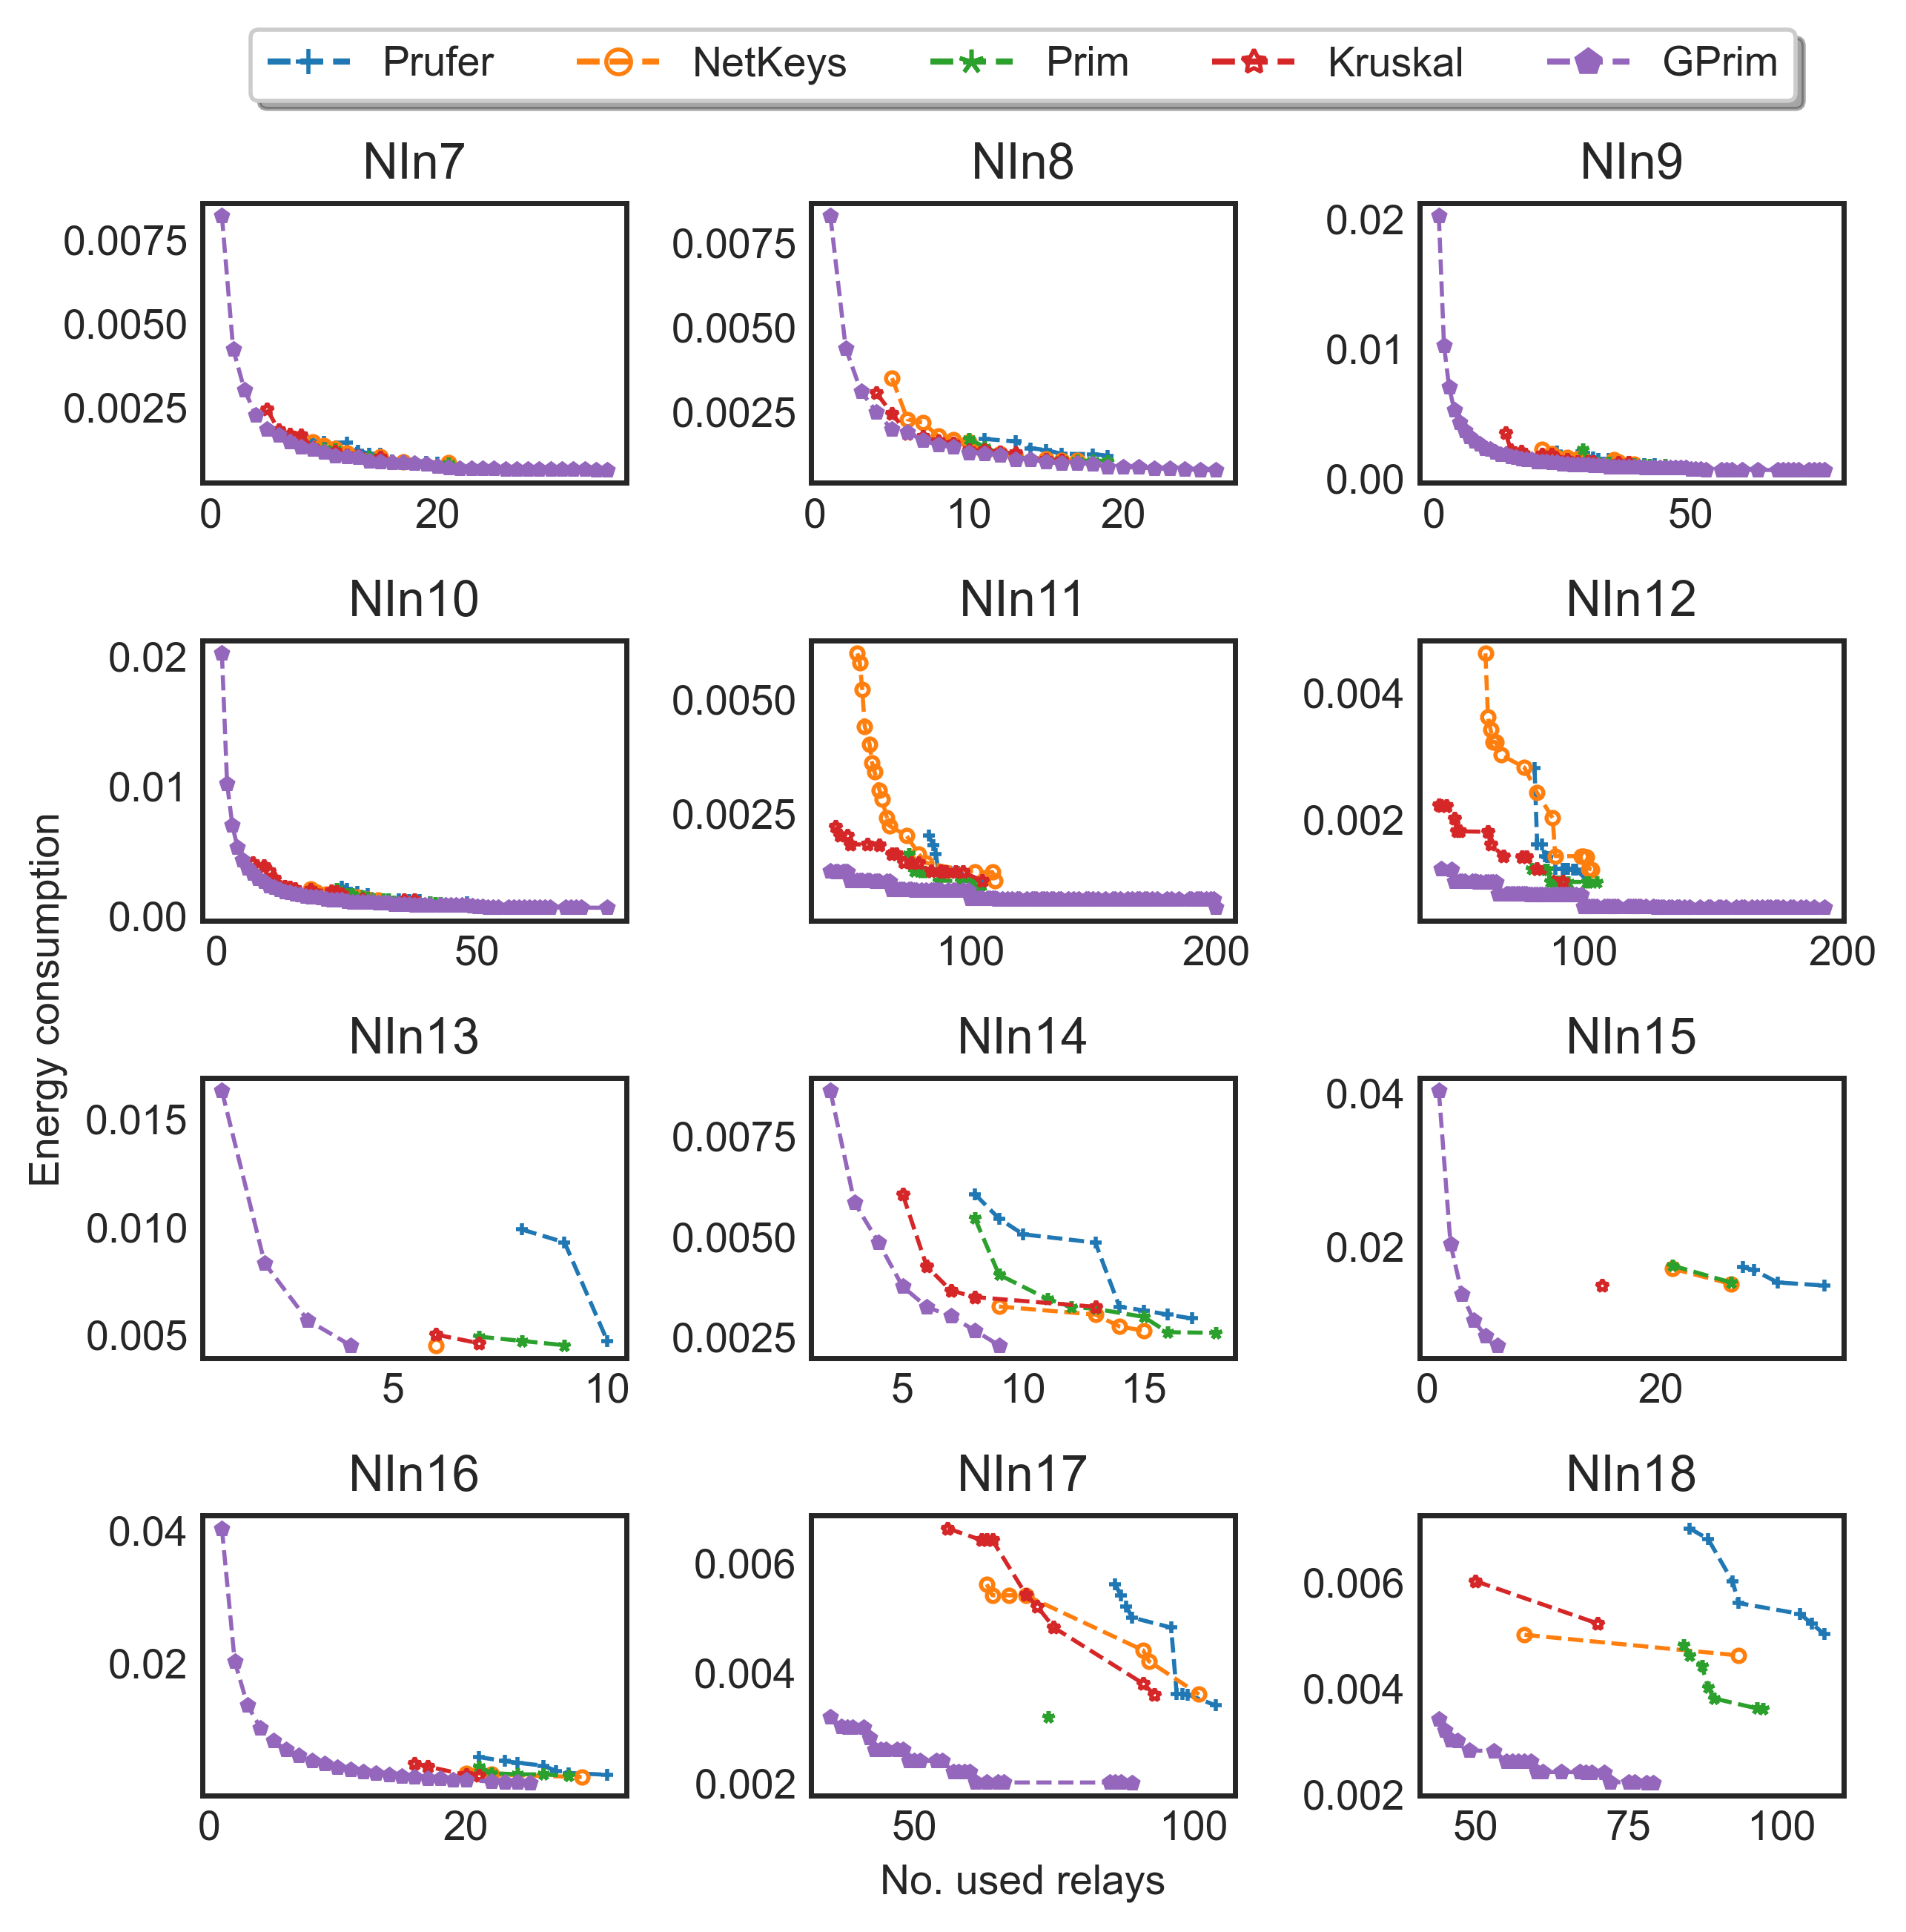 Prufer NetKeys Prim Kruskal GPrim
NIn7 NIn8 NIn9
0.0075 0.0075 0.02
0.0050 0.0050 0.01
0.0025 0.0025 0.00
0 20 0 10 20 0 50
NIn10 NIn11 NIn12
0.02 0.0050 0.004
0.01 0.0025 0.002
0.00
0 50 100 200 100 200
Energy consumption
NIn13 NIn14 NIn15
0.015 0.0075 0.04
0.010 0.0050 0.02
0.005 0.0025
5 10 5 10 15 0 20
NIn16 NIn17 NIn18
0.04 0.006 0.006
0.02 0.004 0.004
0.002 0.002
0 20 50 100 50 75 100
No. used relays